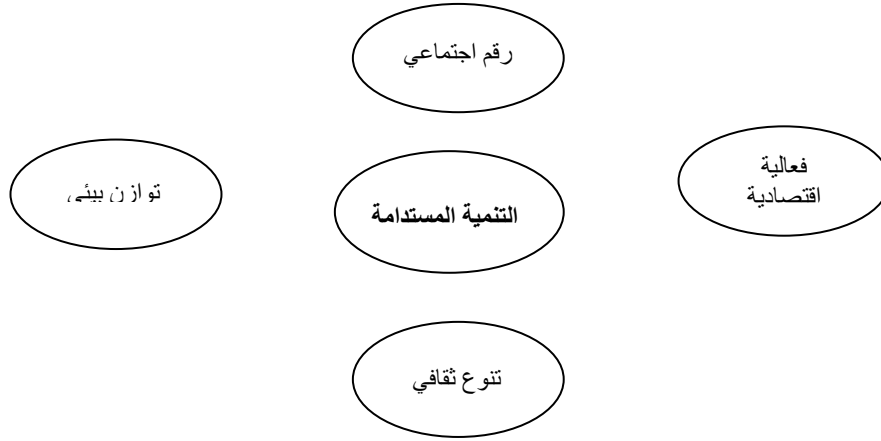 رقم اجتماعي
فعالية
اقتصادية
توازن بيئي
التنمية المستدامة
تنوع ثقافي